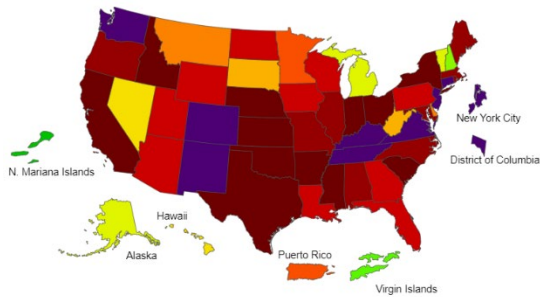 New York City
District of Columbia
N. Mariana Islands
Hawaii
Alaska
Puerto Rico
Virgin Islands